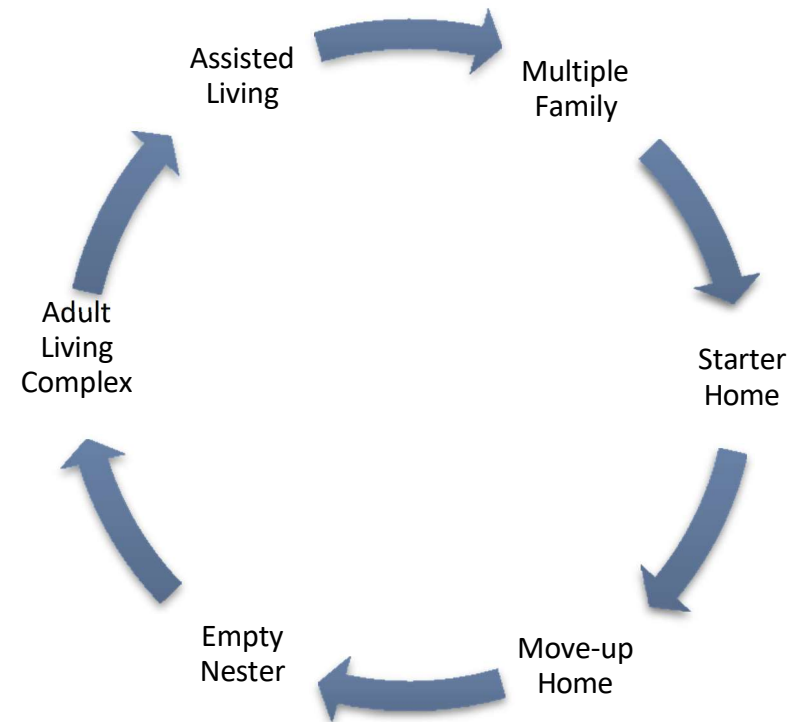 Assisted
Living
Multiple
Family
Starter
Home
Move-up
Home
Empty
Nester
Adult
Living
Complex